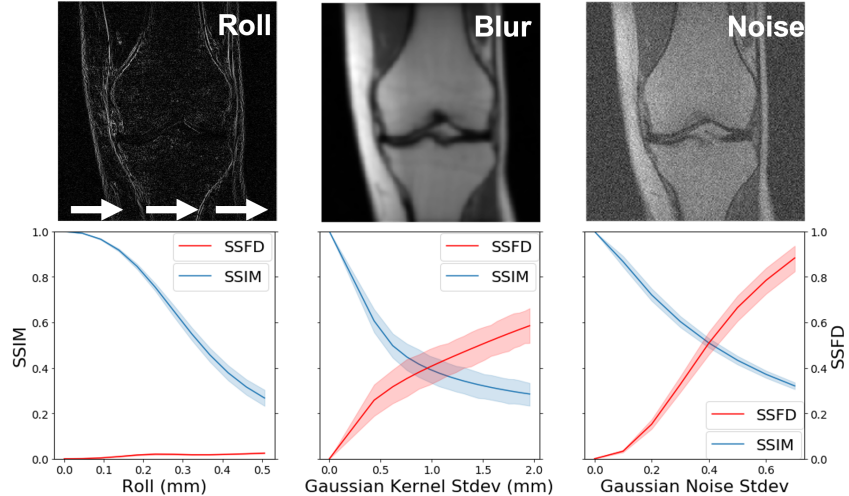 Roll
Blur
Noise
SSIM
1.0
0.8
0.6
0.4
0.2
0.0
SSFD
SSIM
0.0 0.1 0.2 0.3 0.4 0.5
Roll (mm)
SSFD
SSIM
0.0 0.5 1.0 1.5 2.0
Gaussian Kernel Stdev (mm)
SSFD
SSIM
0.0 0.2 0.4 0.6
Gaussian Noise Stdev
1.0
0.8
0.6
0.4
0.2
0.0
SSFD